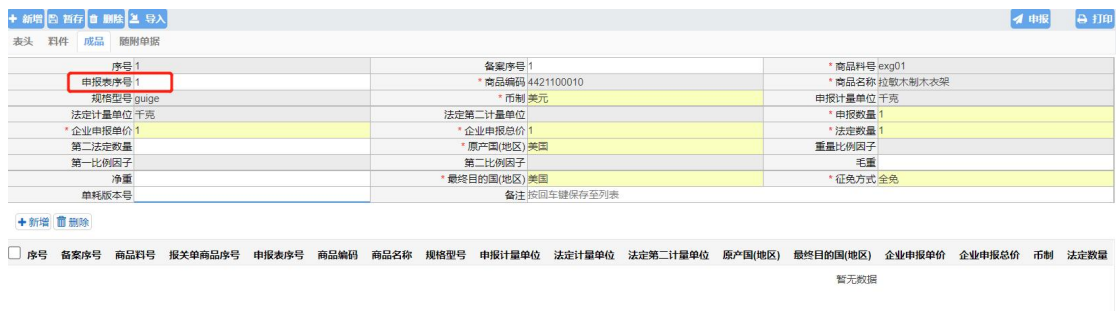 新增 暂存 删除 导入 申报 打印
表头 料件 成品 随附单据
序号 1 备案序号 1 * 商品料号 exg01
申报表序号 1 * 商品编码 4421100010 * 商品名称 拉敏木制木衣架
规格型号 guige * 币制 美元 申报计量单位 千克
法定计量单位 千克 法定第二计量单位 * 申报数量 1
* 企业申报单价 1 * 企业申报总价 1 * 法定数量 1
第二法定数量 * 原产国(地区) 美国 重量比例因子
第一比例因子 第二比例因子 毛重
净重 * 最终目的国(地区) 美国 * 征免方式 全免
单耗版本号 备注 按回车键保存至列表
新增 删除
序号 备案序号 商品料号 报关单商品序号 申报表序号 商品编码 商品名称 规格型号 申报计量单位 法定计量单位 法定第二计量单位 原产国(地区) 最终目的国(地区) 企业申报单价 企业申报总价 币制 法定数量
暂无数据